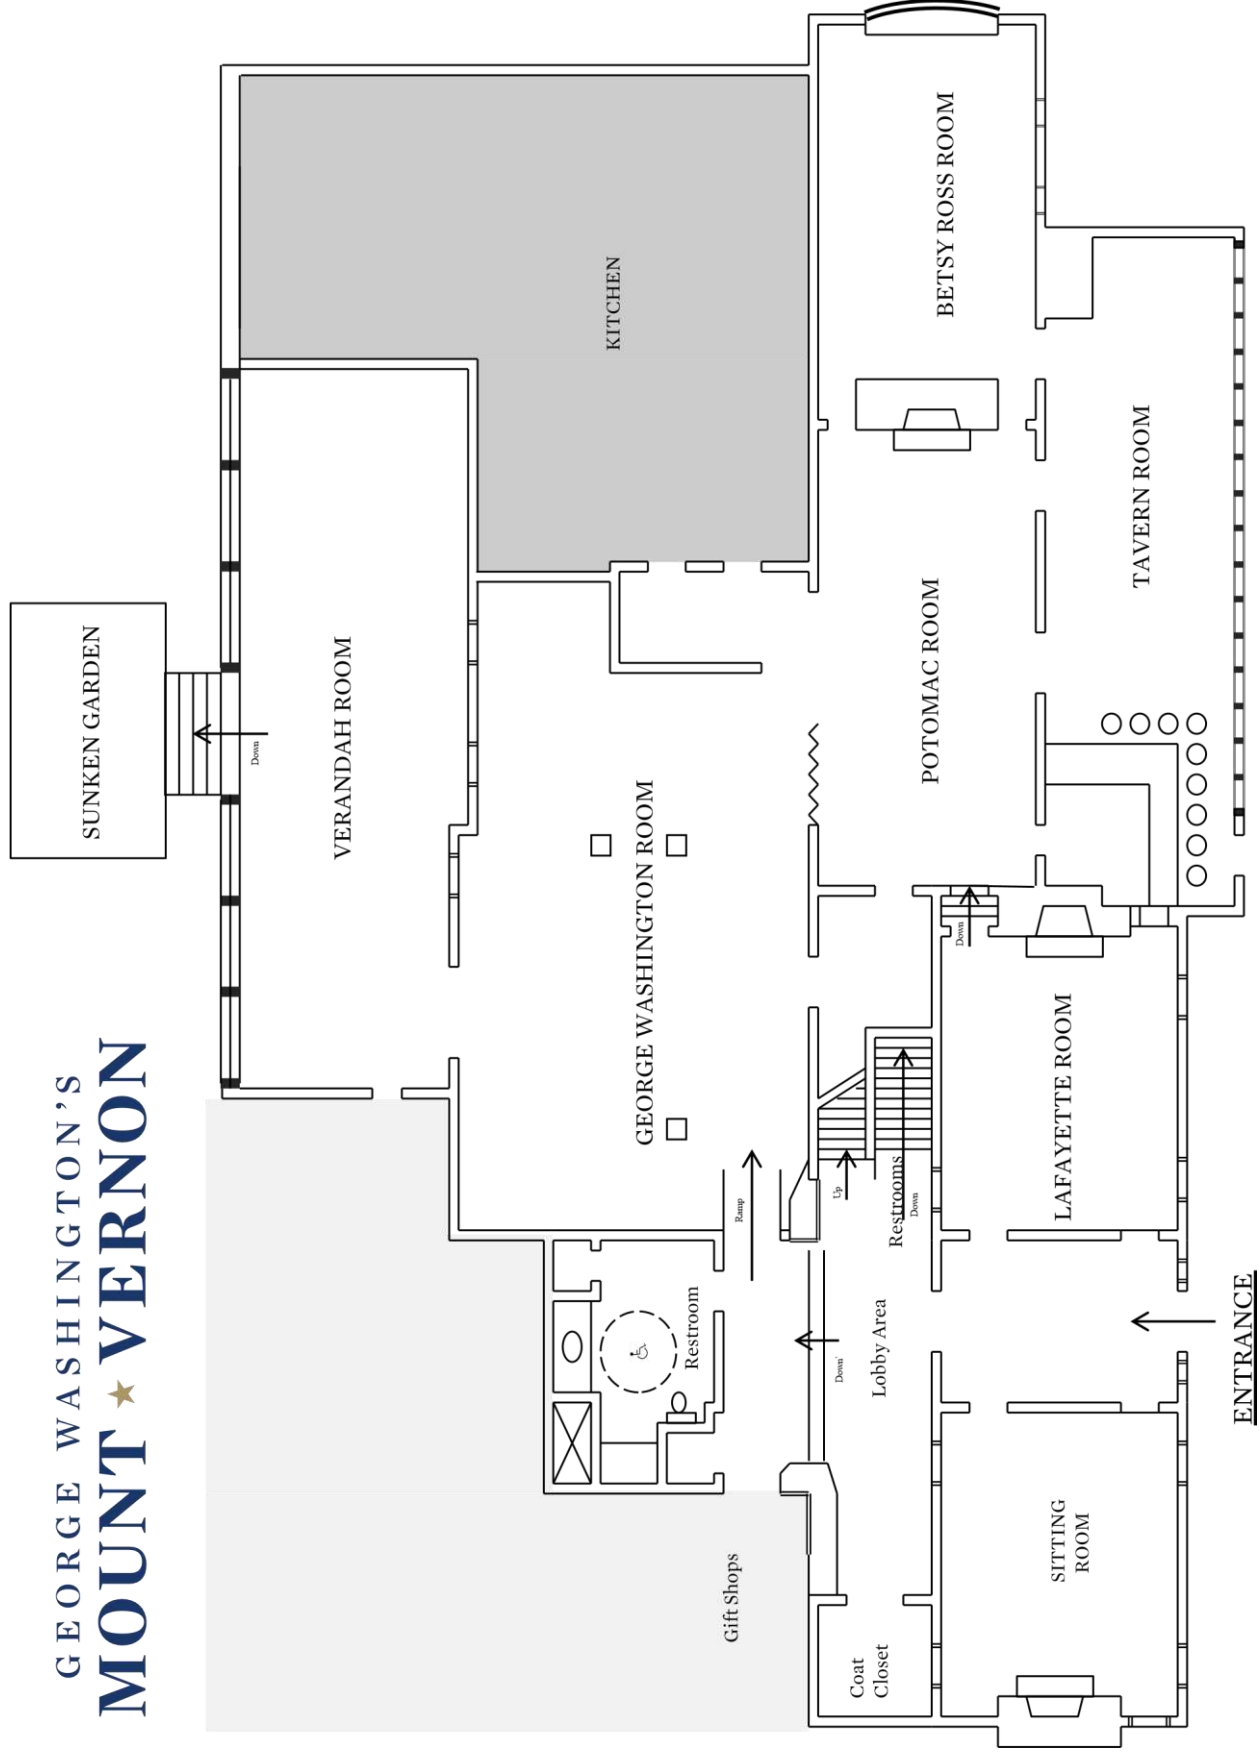 GEORGE WASHINGTON'S
MOUNT ★ VERNON
SUNKEN GARDEN
Down
VERANDAH ROOM
KITCHEN
GEORGE WASHINGTON ROOM
Ramp
Restroom
Gift Shops
BETSY ROSS ROOM
POTOMAC ROOM
TAVERN ROOM
Down
Up
Restrooms
Down
Down
Lobby Area
Coat
Closet
LAFAYETTE ROOM
SITTING
ROOM
ENTRANCE